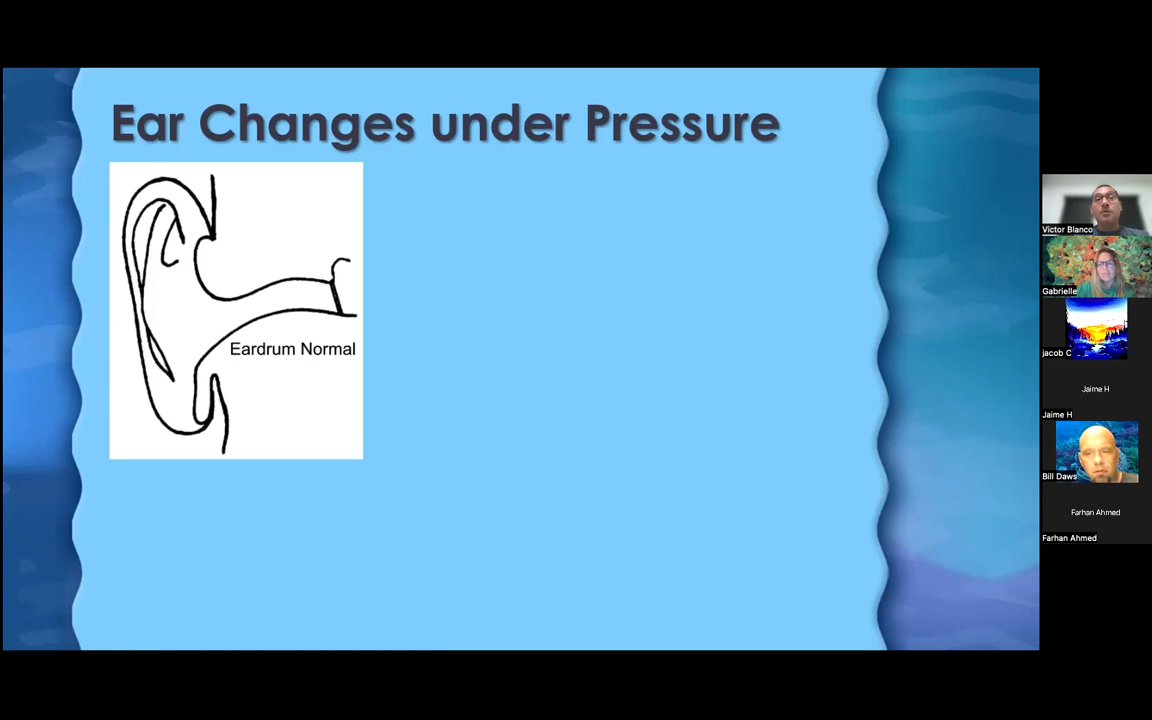 Ear Changes under Pressure
Eardrum Normal
Victor Blanco
Gabrielle
jacob C
Jaime H
Jaime H
Bill Daws
Farhan Ahmed
Farhan Ahmed